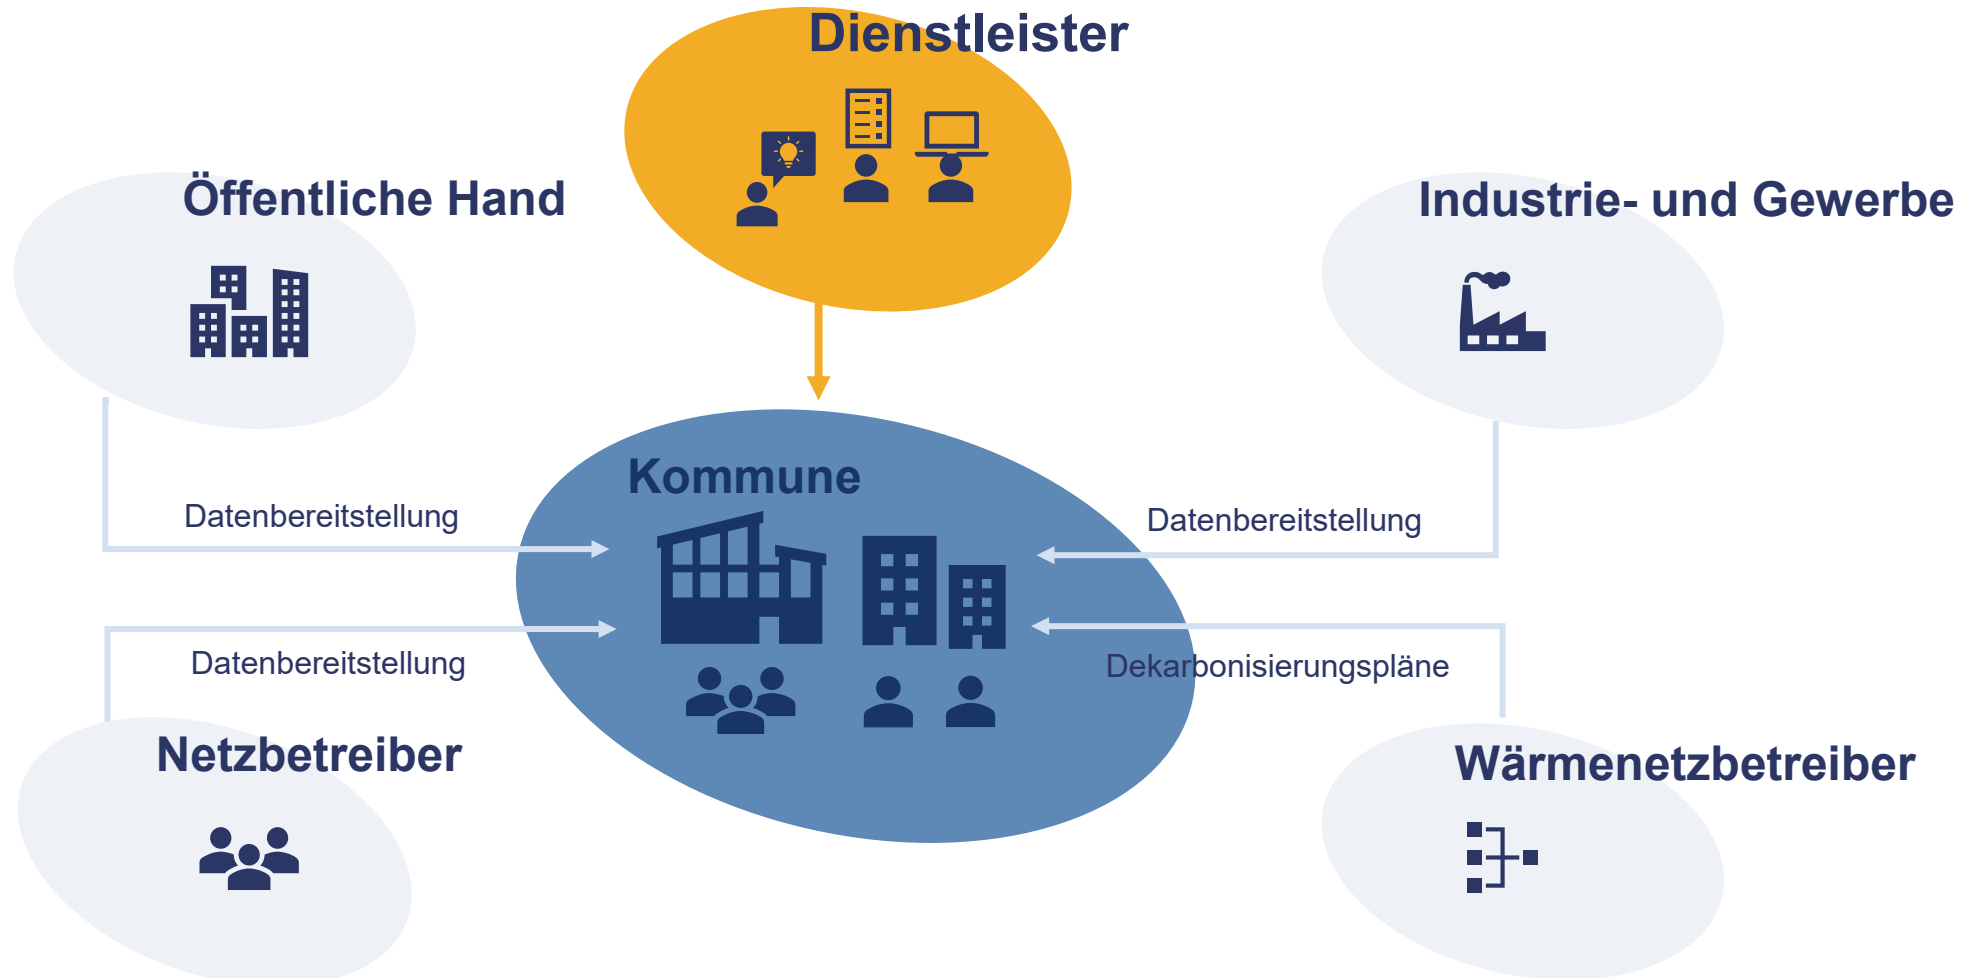 Dienstleister
Öffentliche Hand
Industrie- und Gewerbe
Kommune
Datenbereitstellung
Datenbereitstellung
Datenbereitstellung
Dekarbonisierungspläne
Netzbetreiber
Wärmenetzbetreiber